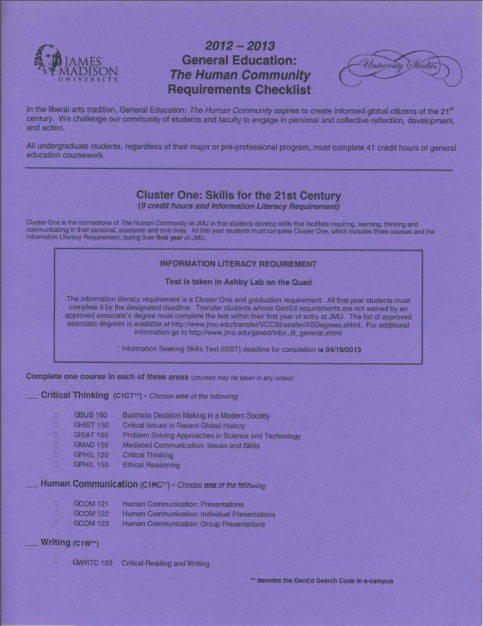 JAMES
MADISON
UNIVERSITY
2012 – 2013
General Education:
The Human Community
Requirements Checklist
University Studies
In the liberal arts tradition, General Education: The Human Community aspires to create informed global citizens of the 21st
century. We challenge our community of students and faculty to engage in personal and collective reflection, development,
and action.
All undergraduate students, regardless of their major or pre-professional program, must complete 41 credit hours of general
education coursework.
Cluster One: Skills for the 21st Century
(9 credit hours and Information Literacy Requirement)
Cluster One is the cornerstone of The Human Community at JMU in that students develop skills that facilitate inquiring, learning, thinking and
communicating in their personal, academic and civic lives. All first year students must complete Cluster One, which includes three courses and the
Information Literacy Requirement, during their first year at JMU.
INFORMATION LITERACY REQUIREMENT
Test is taken in Ashby Lab on the Quad
The information literacy requirement is a Cluster One and graduation requirement. All first year students must
complete it by the designated deadline. Transfer students whose GenEd requirements are not waived by an
approved associate's degree must complete the test within their first year of entry at JMU. The list of approved
associate degrees is available at http://www.jmu.edu/transfer/VCCStransfer/ASDegrees.shtml. For additional
information go to http://www.jmu.edu/gened/infor_lit_general.shtml
□ Information Seeking Skills Test (ISST) deadline for completion is 04/19/2013
Complete one course in each of three areas (courses may be taken in any order):
___ Critical Thinking (C1CT**) - Choose one of the following:
□ GBUS 160 Business Decision Making in a Modern Society
□ GHIST 150 Critical Issues in Recent Global History
□ GISAT 160 Problem Solving Approaches in Science and Technology
□ GMAD 150 Mediated Communication: Issues and Skills
□ GPHIL 120 Critical Thinking
□ GPHIL 150 Ethical Reasoning
___ Human Communication (C1HC**) - Choose one of the following:
□ GCOM 121 Human Communication: Presentations
□ GCOM 122 Human Communication: Individual Presentations
□ GCOM 123 Human Communication: Group Presentations
___ Writing (C1W**)
□ GWRTC 103 Critical Reading and Writing
** denotes the GenEd Search Code in e-campus